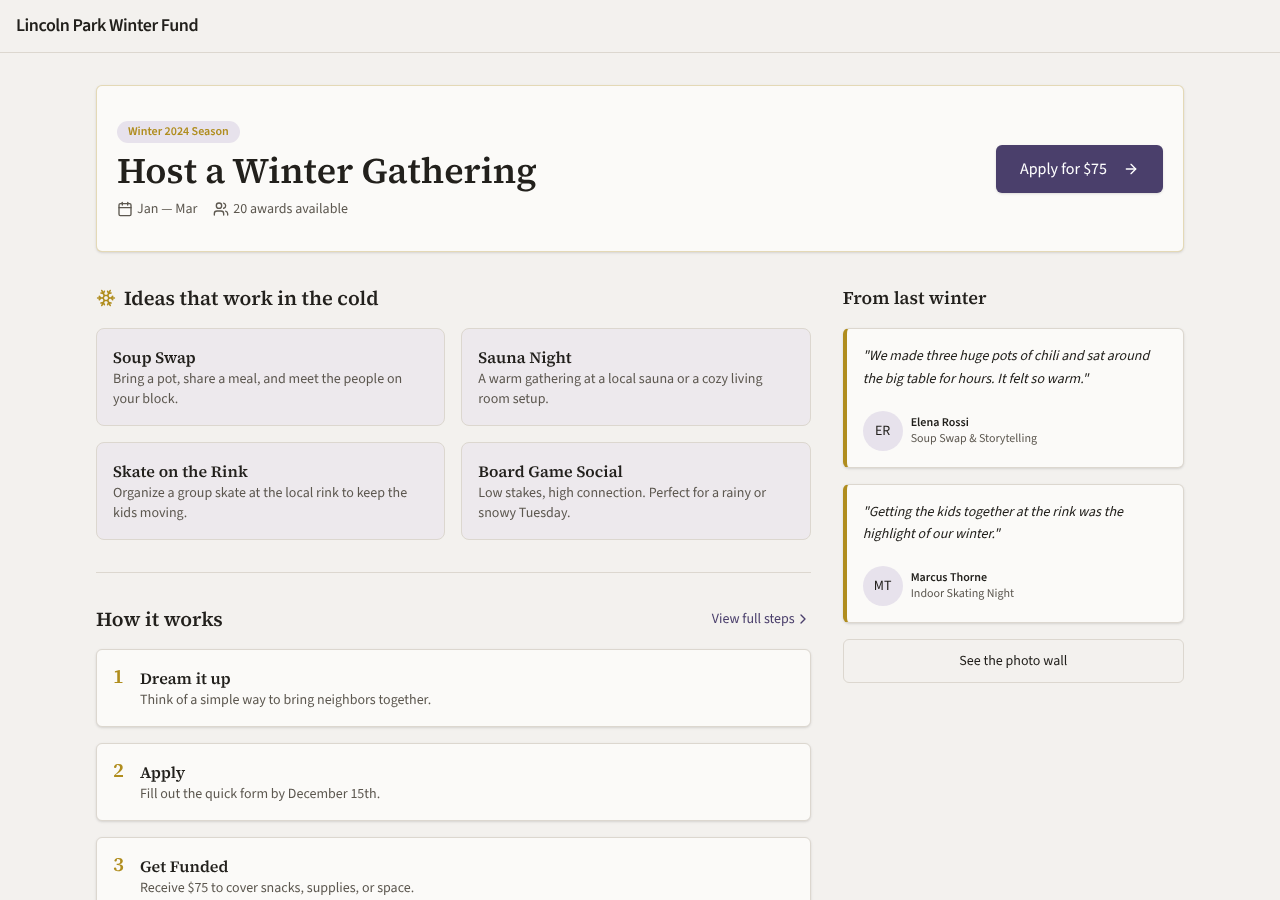 Lincoln Park Winter Fund
Winter 2024 Season
Host a Winter Gathering
Jan — Mar
20 awards available
Apply for $75
Ideas that work in the cold
Soup Swap
Bring a pot, share a meal, and meet the people on
your block.
Sauna Night
A warm gathering at a local sauna or a cozy living
room setup.
Skate on the Rink
Organize a group skate at the local rink to keep the
kids moving.
Board Game Social
Low stakes, high connection. Perfect for a rainy or
snowy Tuesday.
How it works
View full steps
1
Dream it up
Think of a simple way to bring neighbors together.
2
Apply
Fill out the quick form by December 15th.
3
Get Funded
Receive $75 to cover snacks, supplies, or space.
From last winter
"We made three huge pots of chili and sat around
the big table for hours. It felt so warm."
ER
Elena Rossi
Soup Swap & Storytelling
"Getting the kids together at the rink was the
highlight of our winter."
MT
Marcus Thorne
Indoor Skating Night
See the photo wall